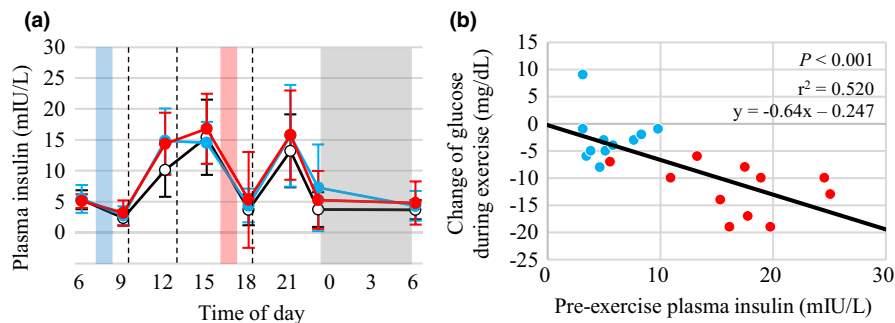 (a)
Plasma insulin (mIU/L)
30
25
20
15
10
5
0
6 9 12 15 18 21 0 3 6
Time of day
(b)
Change of glucose
during exercise (mg/dL)
15
10
5
0
-5
-10
-15
-20
-25
0 10 20 30
P < 0.001
r² = 0.520
y = -0.64x – 0.247
Pre-exercise plasma insulin (mIU/L)